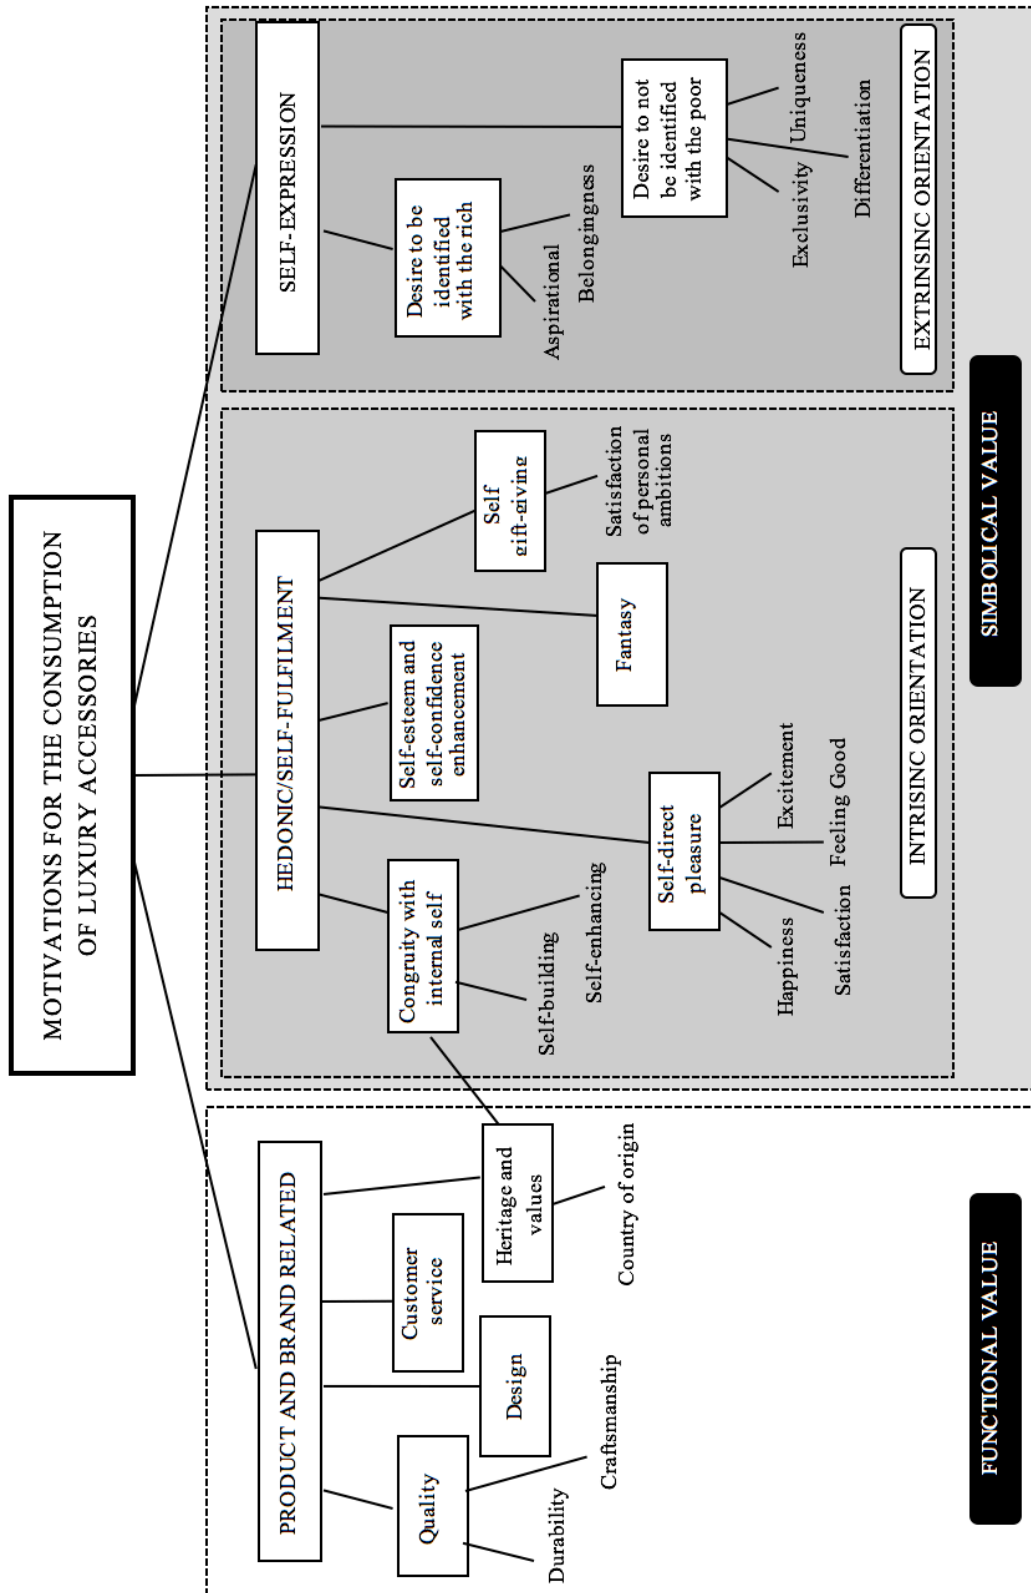 MOTIVATIONS FOR THE CONSUMPTION
OF LUXURY ACCESSORIES
PRODUCT AND BRAND RELATED
Quality
Durability
Craftsmanship
Design
Customer
service
Heritage and
values
Country of origin
FUNCTIONAL VALUE
HEDONIC/SELF-FULFILMENT
Congruity with
internal self
Self-building
Self-enhancing
Self-direct
pleasure
Happiness
Satisfaction
Feeling Good
Excitement
Self-esteem and
self-confidence
enhancement
Fantasy
Self
gift-giving
Satisfaction
of personal
ambitions
INTRISINC ORIENTATION
SELF-EXPRESSION
Desire to be
identified
with the rich
Aspirational
Belongingness
Desire to not
be identified
with the poor
Exclusivity
Differentiation
Uniqueness
EXTRINSINC ORIENTATION
SIMBOLICAL VALUE